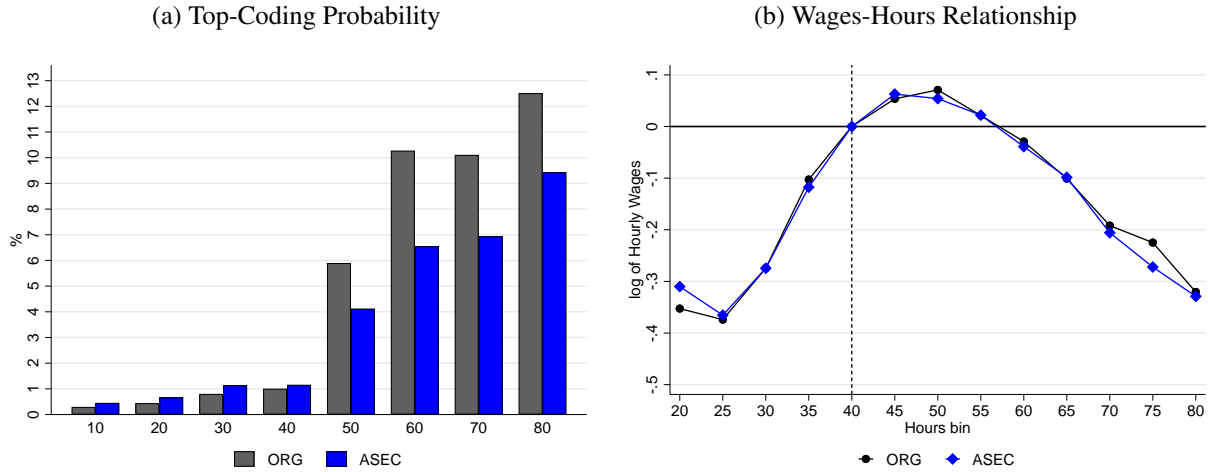 (a) Top-Coding Probability
%
0 1 2 3 4 5 6 7 8 9 10 11 12 13
10 20 30 40 50 60 70 80
ORG ASEC
(b) Wages-Hours Relationship
log of Hourly Wages
-.5 -.4 -.3 -.2 -.1 0 .1
20 25 30 35 40 45 50 55 60 65 70 75 80
Hours bin
ORG ASEC